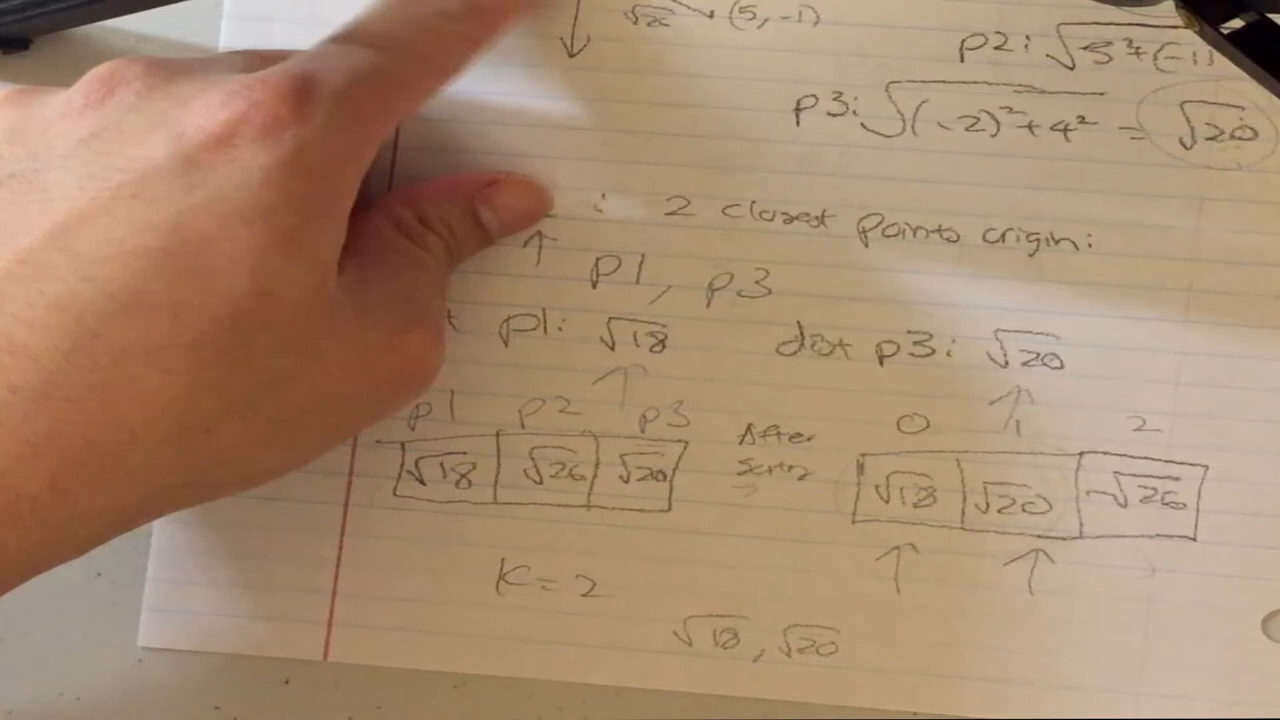 √26 (5, -1)
p2: √5²+(-1)
p3: √(-2)²+4² = √20
: 2 closest points origin:
p1, p3
t p1: √18 dist p3: √20
p1 p2 p3 After 0 1 2
√18 √26 √20 √18 √20 √26
K=2
√18, √20